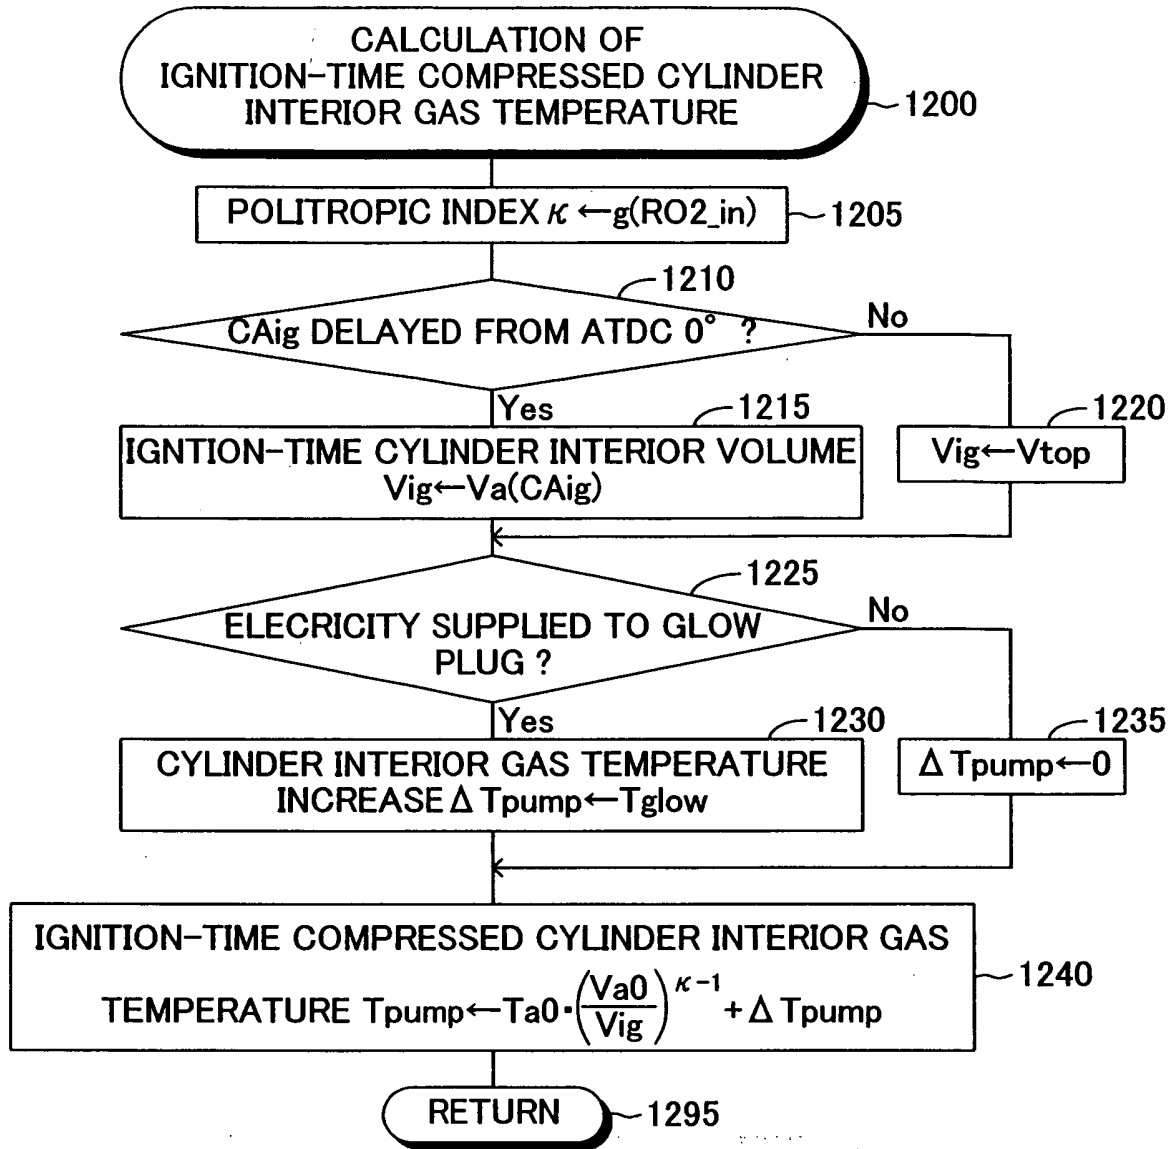 CALCULATION OF
IGNITION-TIME COMPRESSED CYLINDER
INTERIOR GAS TEMPERATURE
1200
POLITROPIC INDEX κ←g(RO2_in)
1205
1210
CAig DELAYED FROM ATDC 0° ?
No
Yes
1215
1220
IGNTION-TIME CYLINDER INTERIOR VOLUME
Vig←Va(CAig)
Vig←Vtop
1225
ELECRICITY SUPPLIED TO GLOW
PLUG ?
No
Yes
1230
1235
CYLINDER INTERIOR GAS TEMPERATURE
INCREASE Δ Tpump←Tglow
Δ Tpump←0
IGNITION-TIME COMPRESSED CYLINDER INTERIOR GAS
TEMPERATURE Tpump←Ta0·(Va0/Vig)^κ-1 + Δ Tpump
1240
RETURN
1295